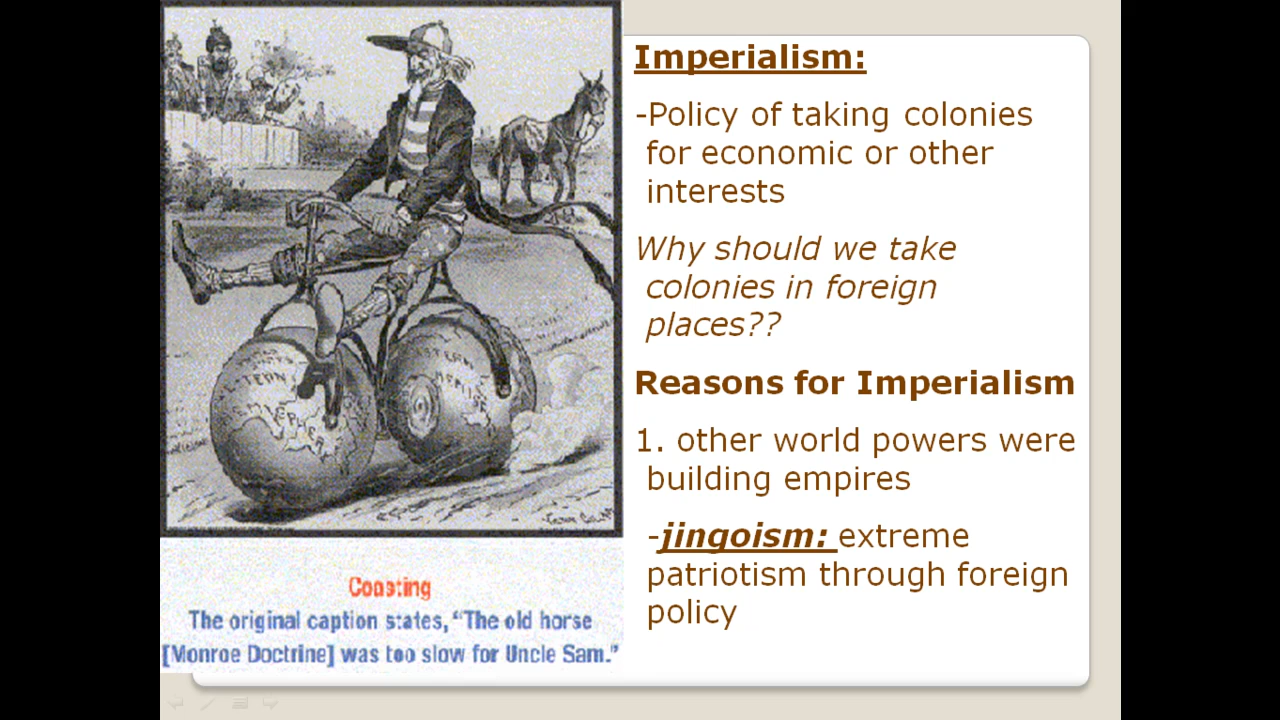 Imperialism:
-Policy of taking colonies
for economic or other
interests
Why should we take
colonies in foreign
places??
Reasons for Imperialism
1. other world powers were
building empires
-jingoism: extreme
patriotism through foreign
policy
HEMISPHERE
Coasting
The original caption states, “The old horse
[Monroe Doctrine] was too slow for Uncle Sam.”